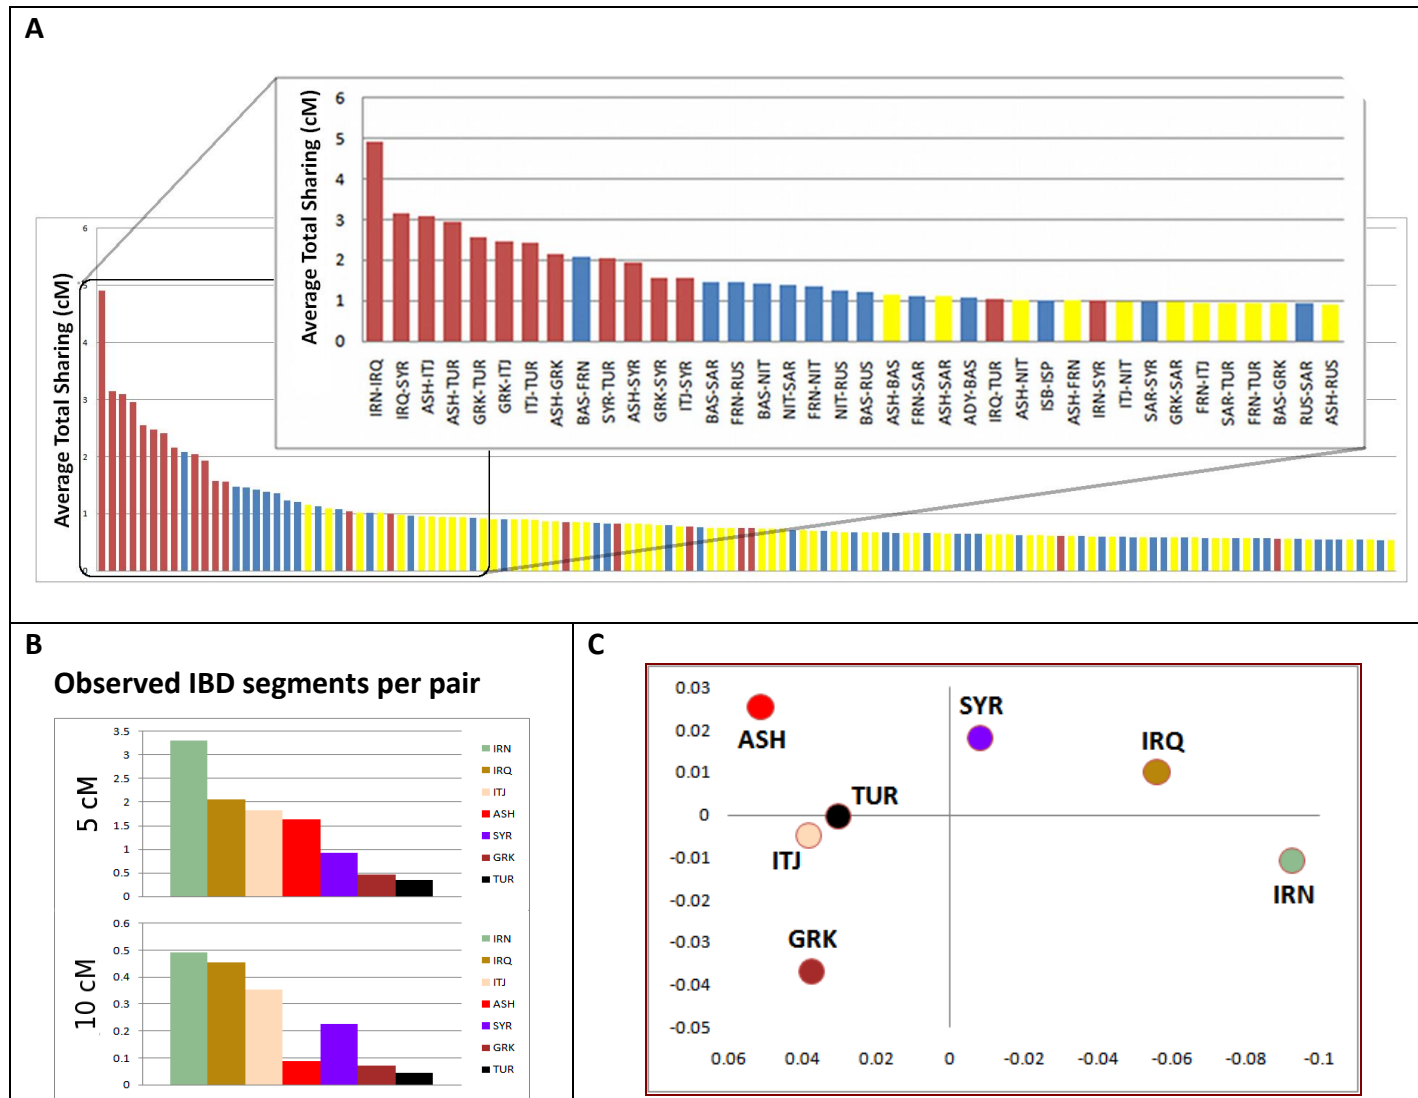 A
Average Total Sharing (cM)
6
5
4
3
2
1
0
IRN-IRQ
IRQ-SYR
ASH-ITJ
ASH-TUR
GRK-TUR
GRK-ITJ
ITJ-TUR
ASH-GRK
BAS-FRN
SYR-TUR
ASH-SYR
GRK-SYR
ITJ-SYR
BAS-SAR
FRN-RUS
BAS-NIT
NIT-SAR
FRN-NIT
NIT-RUS
BAS-RUS
ASH-BAS
FRN-SAR
ASH-SAR
ADY-BAS
IRQ-TUR
ASH-NIT
ISB-ISP
ASH-FRN
IRN-SYR
ITJ-NIT
SAR-SYR
GRK-SAR
FRN-ITJ
SAR-TUR
FRN-TUR
BAS-GRK
RUS-SAR
ASH-RUS
Average Total Sharing (cM)
6
5
4
3
2
1
0
B
Observed IBD segments per pair
5 cM
3.5
3
2.5
2
1.5
1
0.5
0
IRN
IRQ
ITJ
ASH
SYR
GRK
TUR
10 cM
0.6
0.5
0.4
0.3
0.2
0.1
0
IRN
IRQ
ITJ
ASH
SYR
GRK
TUR
C
0.03
0.02
0.01
0
-0.01
-0.02
-0.03
-0.04
-0.05
ASH
SYR
IRQ
TUR
ITJ
IRN
GRK
0.06 0.04 0.02 0 -0.02 -0.04 -0.06 -0.08 -0.1